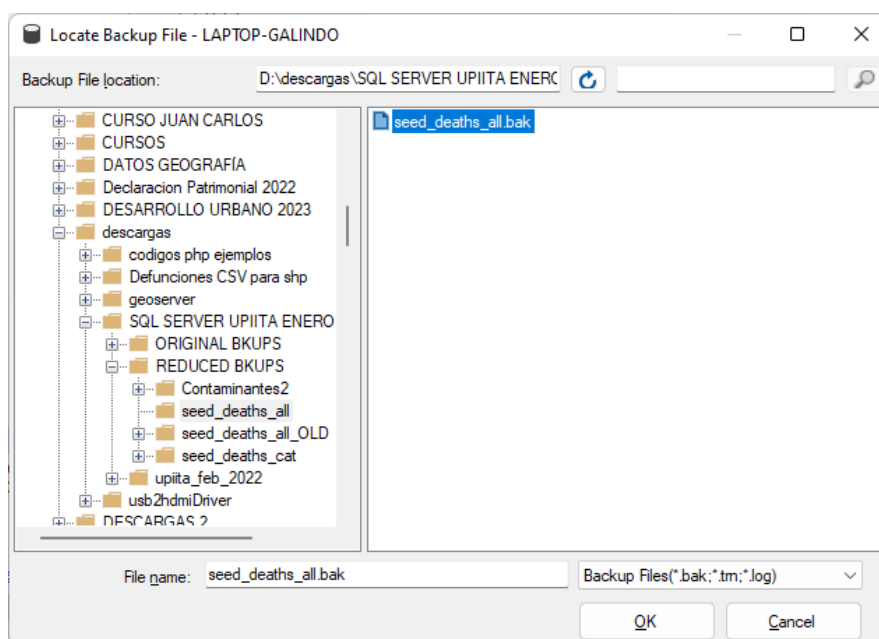 Locate Backup File - LAPTOP-GALINDO
Backup File location:
D:\descargas\SQL SERVER UPIITA ENERO
CURSO JUAN CARLOS
CURSOS
DATOS GEOGRAFÍA
Declaracion Patrimonial 2022
DESARROLLO URBANO 2023
descargas
codigos php ejemplos
Defunciones CSV para shp
geoserver
SQL SERVER UPIITA ENERO
ORIGINAL BKUPS
REDUCED BKUPS
Contaminantes2
seed_deaths_all
seed_deaths_all_OLD
seed_deaths_cat
upiita_feb_2022
usb2hdmiDriver
DESCARGAS 2
seed_deaths_all.bak
File name:
seed_deaths_all.bak
Backup Files(*.bak;*.trn;*.log)
OK
Cancel